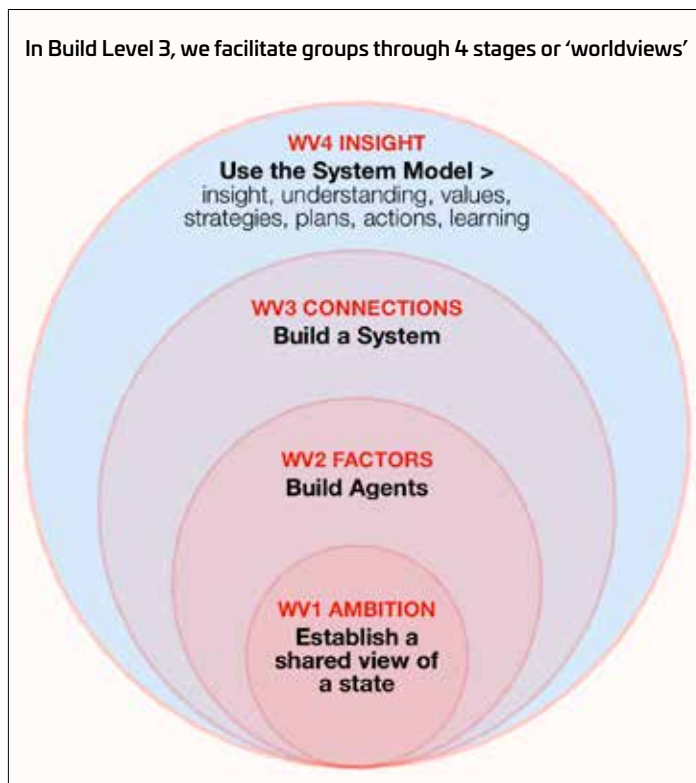 In Build Level 3, we facilitate groups through 4 stages or ‘worldviews’
WV4 INSIGHT
Use the System Model >
insight, understanding, values,
strategies, plans, actions, learning
WV3 CONNECTIONS
Build a System
WV2 FACTORS
Build Agents
WV1 AMBITION
Establish a
shared view of
a state